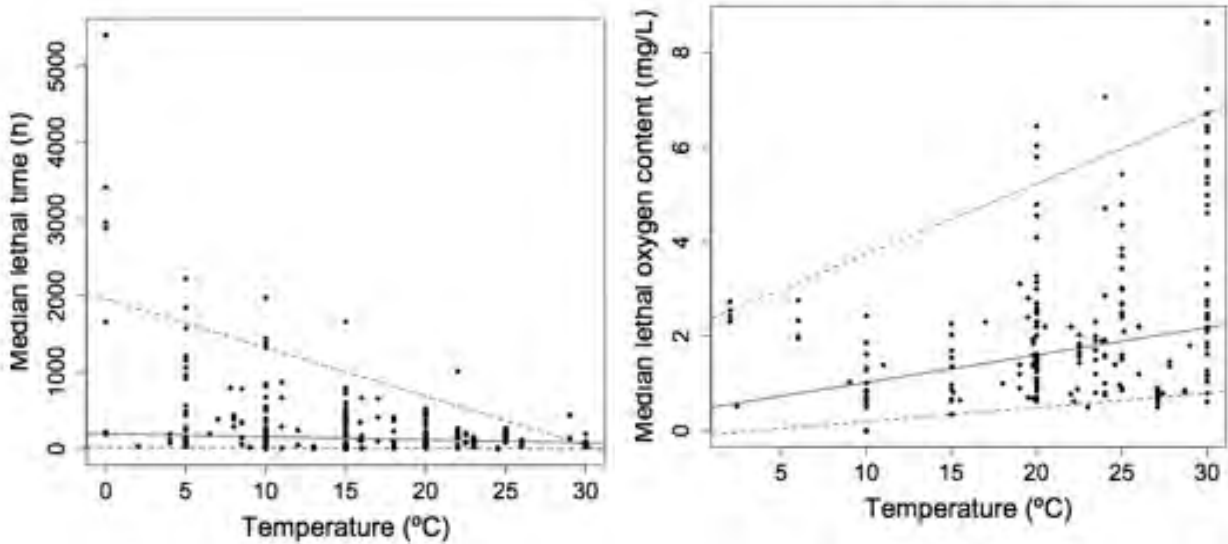 Median lethal time (h)
5000
4000
3000
2000
1000
0
0 5 10 15 20 25 30
Temperature (ºC)
Median lethal oxygen content (mg/L)
8
6
4
2
0
5 10 15 20 25 30
Temperature (ºC)